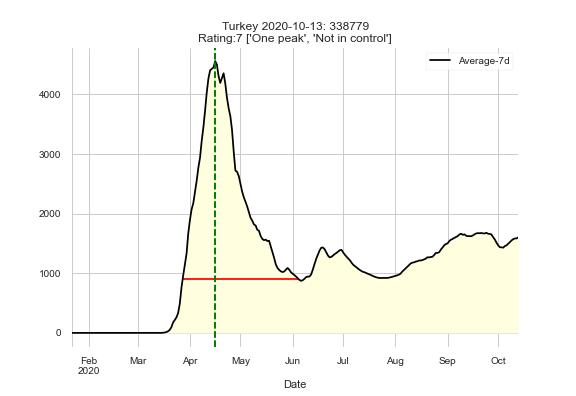 Turkey 2020-10-13: 338779
Rating:7 ['One peak', 'Not in control']
Average-7d
4000
3000
2000
1000
0
Feb Mar Apr May Jun Jul Aug Sep Oct
2020
Date